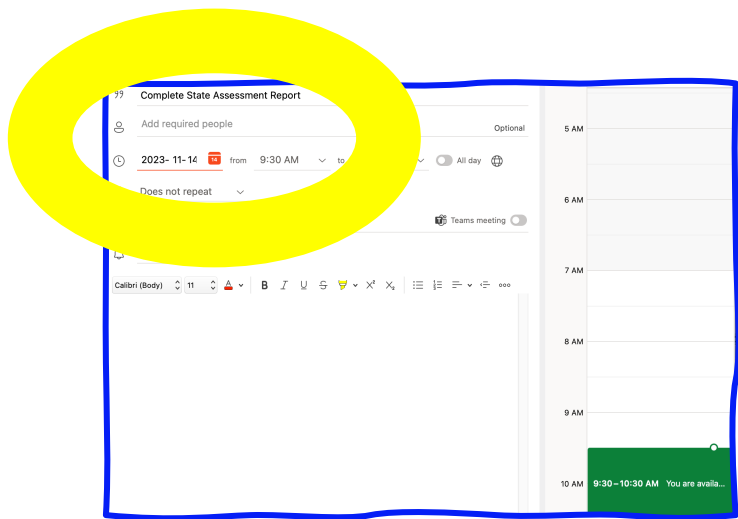 Complete State Assessment Report
Add required people
Optional
2023- 11-14 14 from 9:30 AM to All day
Does not repeat
Teams meeting
Calibri (Body) 11 A B I U S X² X₂
5 AM
6 AM
7 AM
8 AM
9 AM
10 AM 9:30–10:30 AM You are availa...